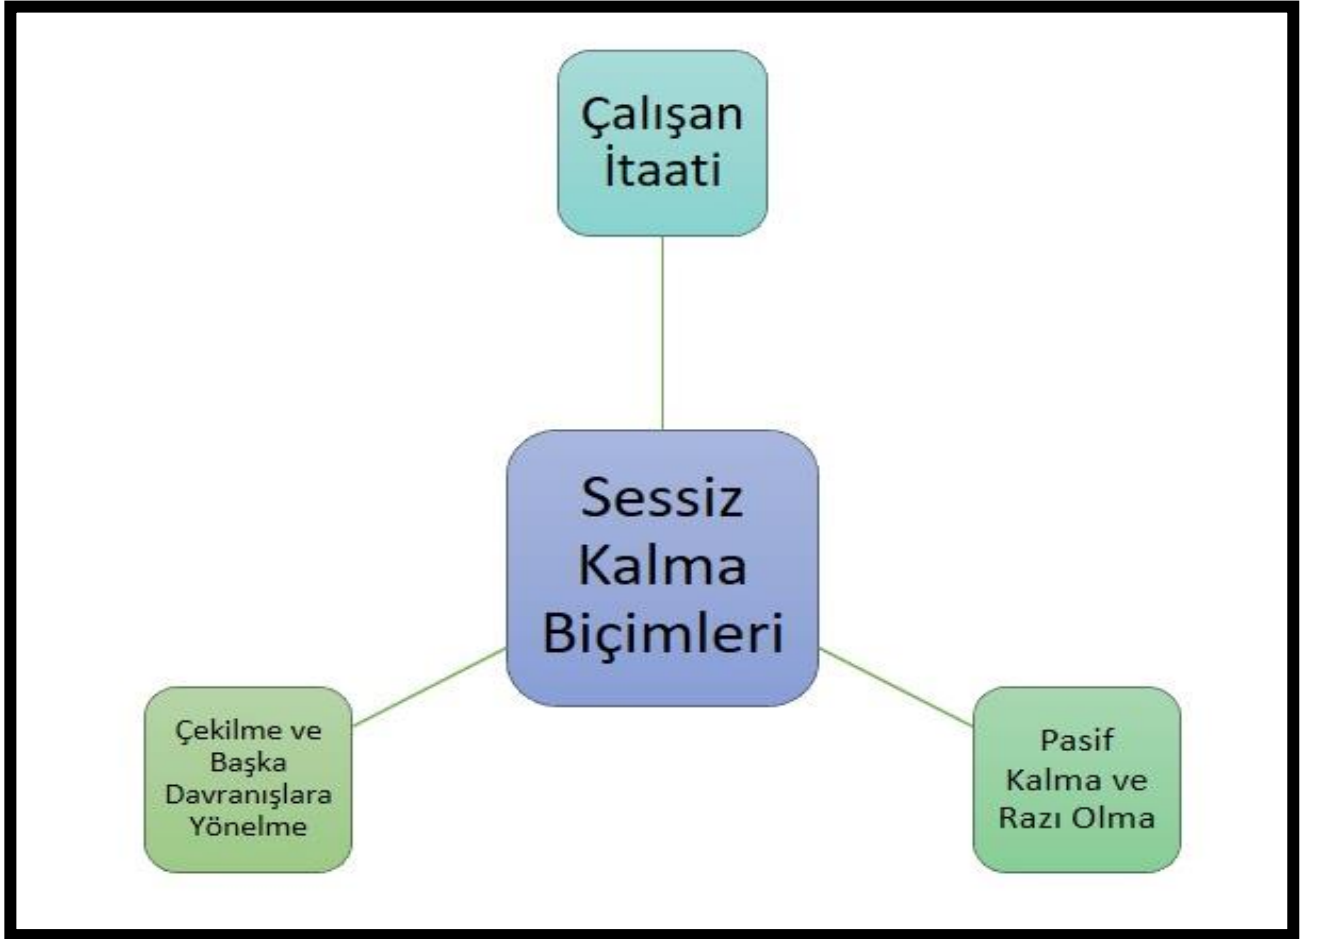 Çalışan
İtaati
Sessiz
Kalma
Biçimleri
Çekilme ve
Başka
Davranışlara
Yönelme
Pasif
Kalma ve
Razı Olma